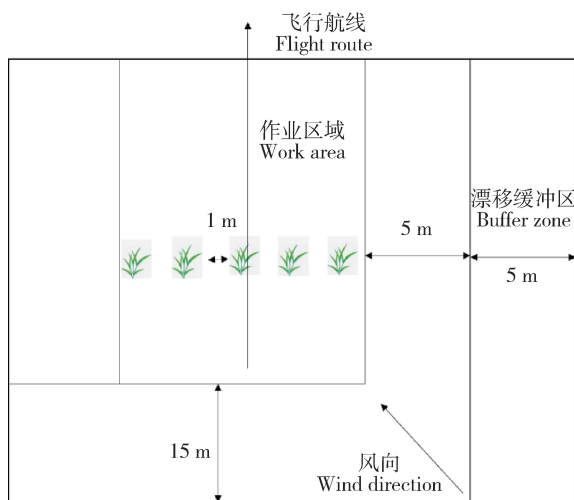 飞行航线
Flight route
作业区域
Work area
漂移缓冲区
Buffer zone
1 m
5 m
5 m
15 m
风向
Wind direction